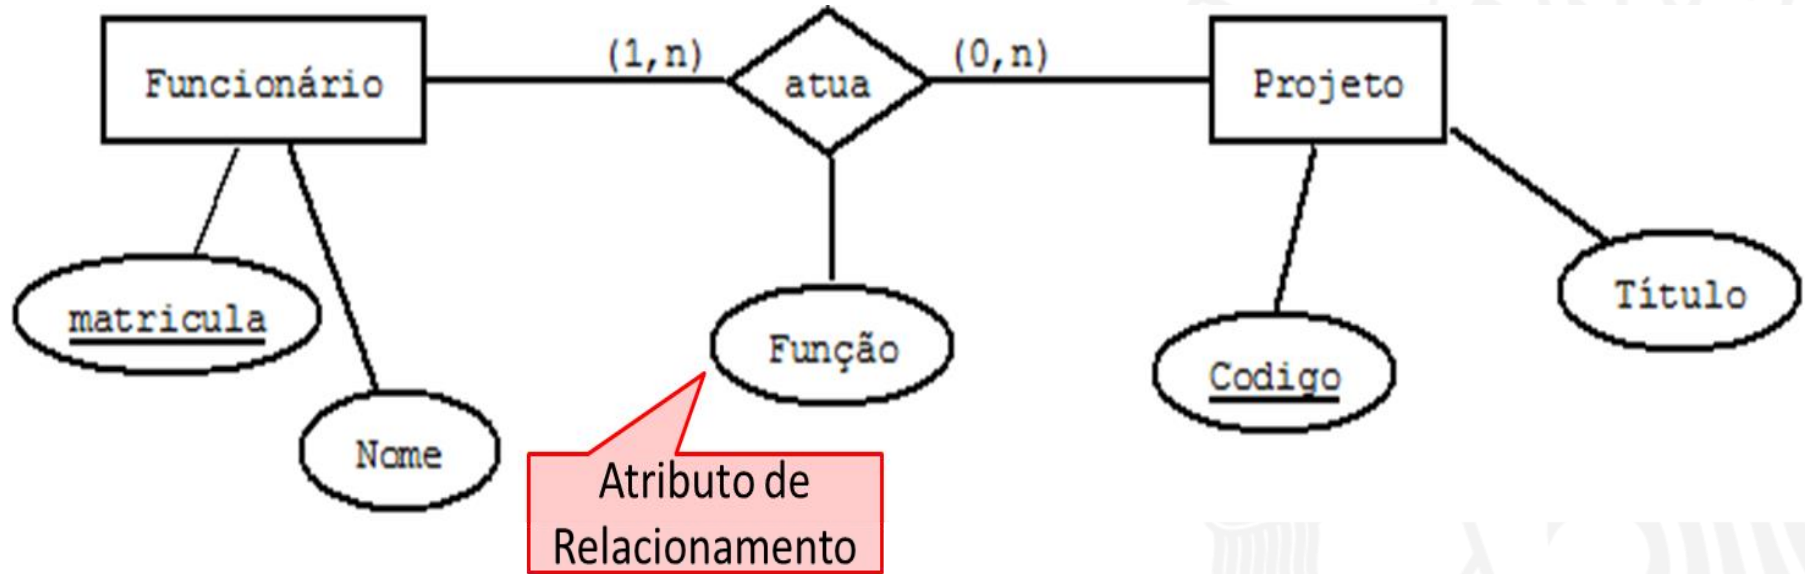 Funcionário
(1,n)
atua
(0,n)
Projeto
matricula
Nome
Função
Codigo
Título
Atributo de
Relacionamento